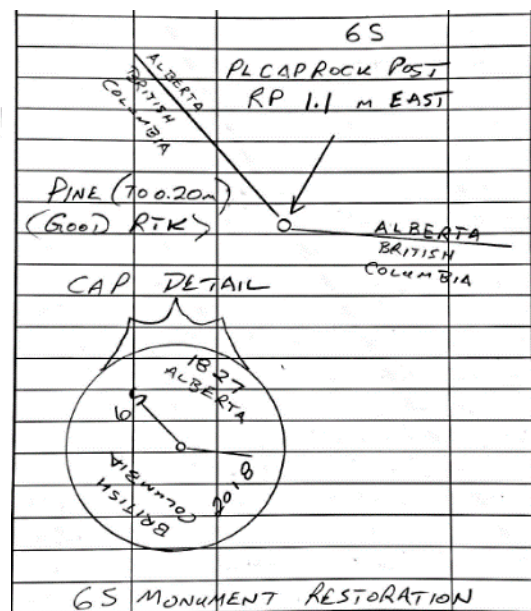 6S
PL CAP ROCK POST
RP 1.1 m EAST
ALBERTA
BRITISH
COLUMBIA
PINE (TO 0.20m)
(GOOD RTK)
ALBERTA
BRITISH
COLUMBIA
CAP DETAIL
1827
ALBERTA
6S
2018
BRITISH
COLUMBIA
6S MONUMENT RESTORATION